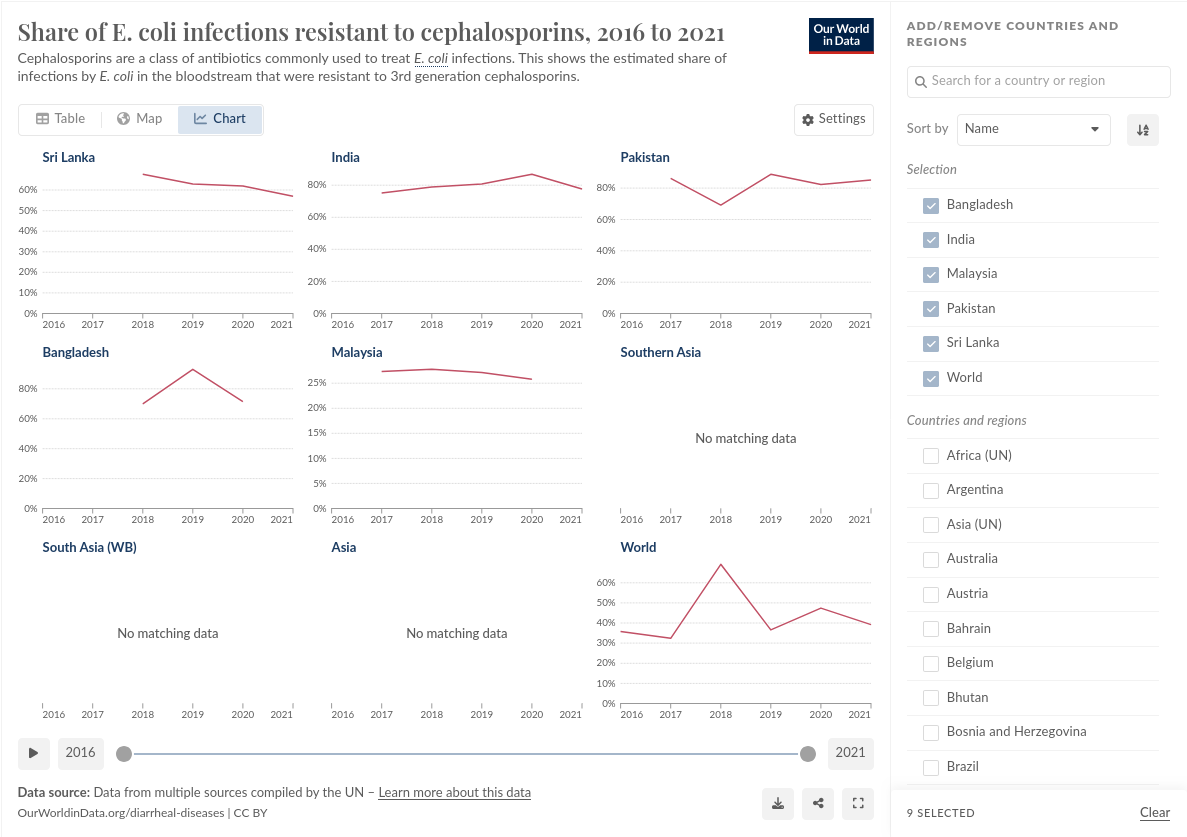 Share of E. coli infections resistant to cephalosporins, 2016 to 2021
Our World
in Data
Cephalosporins are a class of antibiotics commonly used to treat E. coli infections. This shows the estimated share of
infections by E. coli in the bloodstream that were resistant to 3rd generation cephalosporins.
Table Map Chart
Settings
Sri Lanka
60%
50%
40%
30%
20%
10%
0%
2016 2017 2018 2019 2020 2021
India
80%
60%
40%
20%
0%
2016 2017 2018 2019 2020 2021
Pakistan
80%
60%
40%
20%
0%
2016 2017 2018 2019 2020 2021
Bangladesh
80%
60%
40%
20%
0%
2016 2017 2018 2019 2020 2021
Malaysia
25%
20%
15%
10%
5%
0%
2016 2017 2018 2019 2020 2021
Southern Asia
No matching data
2016 2017 2018 2019 2020 2021
South Asia (WB)
No matching data
2016 2017 2018 2019 2020 2021
Asia
No matching data
2016 2017 2018 2019 2020 2021
World
60%
50%
40%
30%
20%
10%
0%
2016 2017 2018 2019 2020 2021
2016
2021
Data source: Data from multiple sources compiled by the UN – Learn more about this data
OurWorldinData.org/diarrheal-diseases | CC BY
ADD/REMOVE COUNTRIES AND
REGIONS
Search for a country or region
Sort by Name
Selection
Bangladesh
India
Malaysia
Pakistan
Sri Lanka
World
Countries and regions
Africa (UN)
Argentina
Asia (UN)
Australia
Austria
Bahrain
Belgium
Bhutan
Bosnia and Herzegovina
Brazil
9 SELECTED
Clear